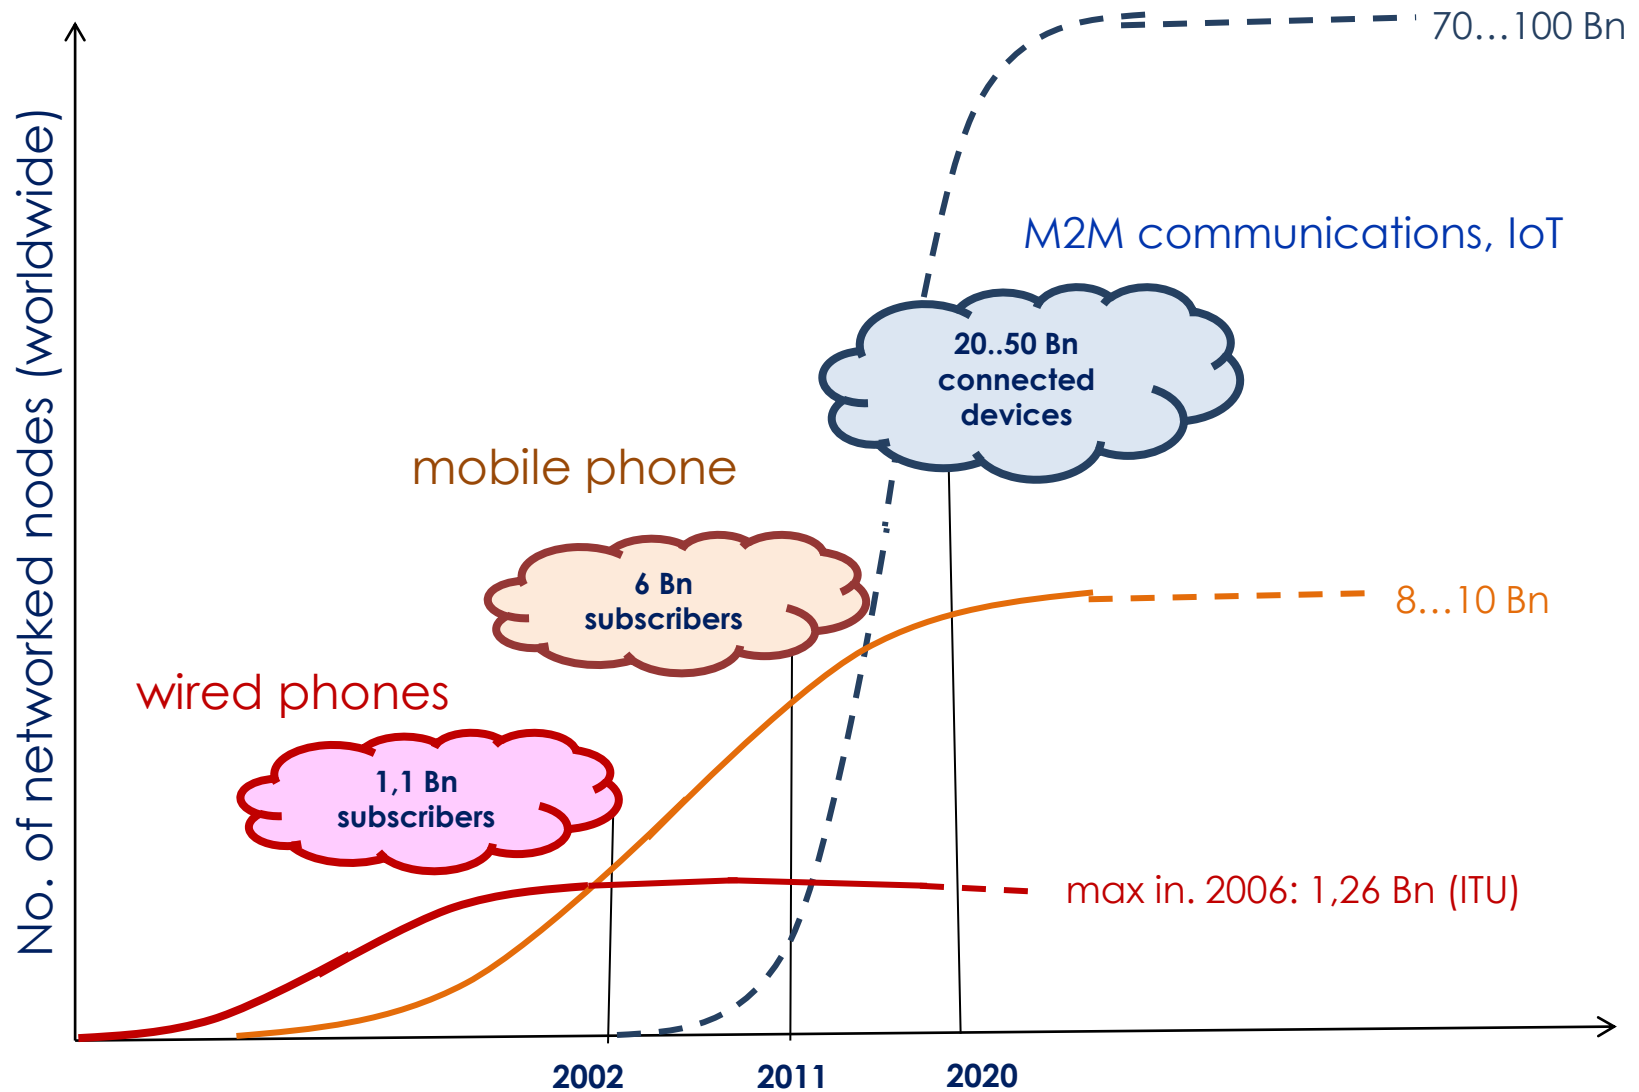 70...100 Bn
No. of networked nodes (worldwide)
M2M communications, IoT
20..50 Bn
connected
devices
mobile phone
6 Bn
subscribers
8...10 Bn
wired phones
1,1 Bn
subscribers
max in. 2006: 1,26 Bn (ITU)
2002
2011
2020